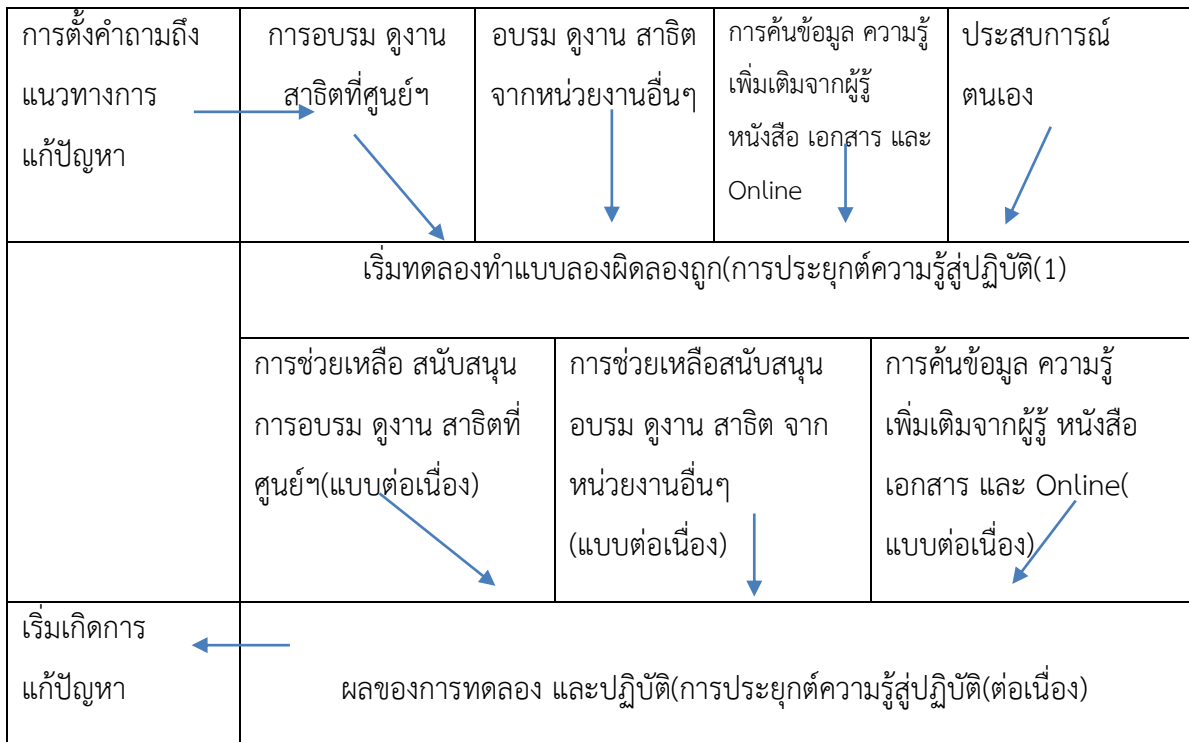 การตั้งคำถามถึง
แนวทางการ
แก้ปัญหา
การอบรม ดูงาน
สาธิตที่ศูนย์ฯ
อบรม ดูงาน สาธิต
จากหน่วยงานอื่นๆ
การค้นข้อมูล ความรู้
เพิ่มเติมจากผู้รู้
หนังสือ เอกสาร และ
Online
ประสบการณ์
ตนเอง
เริ่มทดลองทำแบบลองผิดลองถูก(การประยุกต์ความรู้สู่ปฏิบัติ(1)
การช่วยเหลือ สนับสนุน
การอบรม ดูงาน สาธิตที่
ศูนย์ฯ(แบบต่อเนื่อง)
การช่วยเหลือสนับสนุน
อบรม ดูงาน สาธิต จาก
หน่วยงานอื่นๆ
(แบบต่อเนื่อง)
การค้นข้อมูล ความรู้
เพิ่มเติมจากผู้รู้ หนังสือ
เอกสาร และ Online(
แบบต่อเนื่อง)
เริ่มเกิดการ
แก้ปัญหา
ผลของการทดลอง และปฏิบัติ(การประยุกต์ความรู้สู่ปฏิบัติ(ต่อเนื่อง)